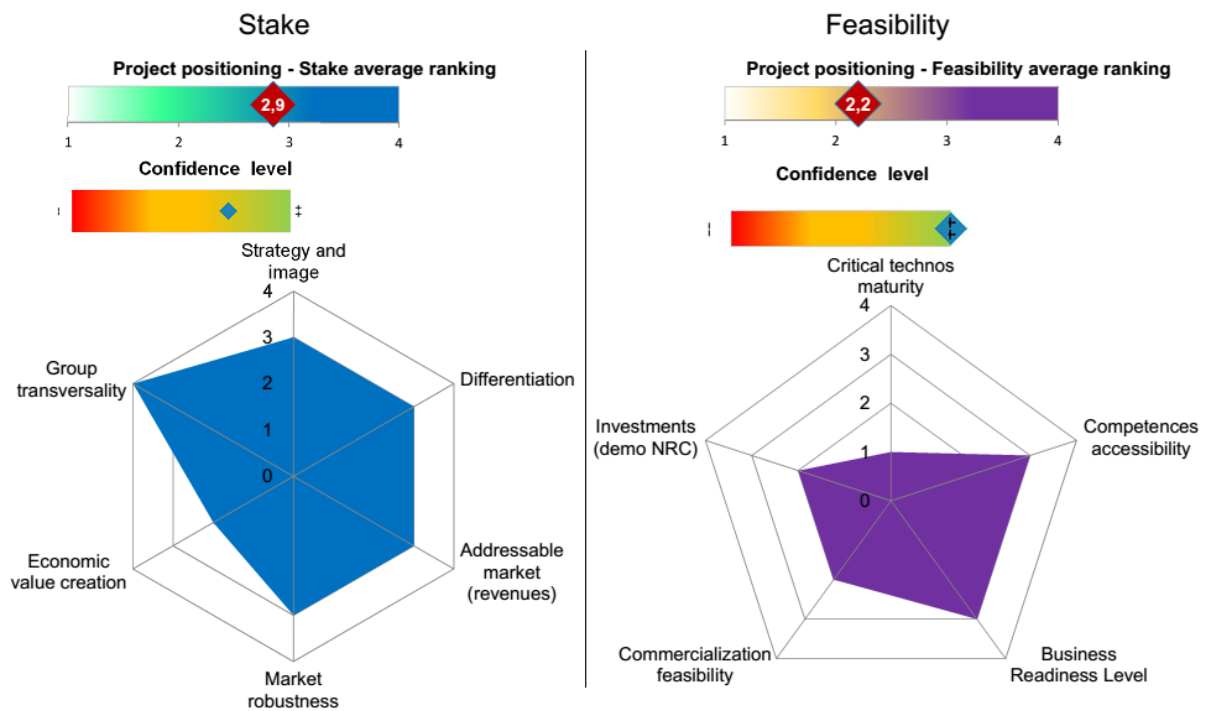 Stake
Project positioning - Stake average ranking
2,9
1 2 3 4
Confidence level
Strategy and
image
4
3
2
1
0
Group
transversality
Differentiation
Economic
value creation
Addressable
market
(revenues)
Market
robustness
Feasibility
Project positioning - Feasibility average ranking
2,2
1 2 3 4
Confidence level
Critical technos
maturity
4
3
2
1
0
Investments
(demo NRC)
Competences
accessibility
Commercialization
feasibility
Business
Readiness Level